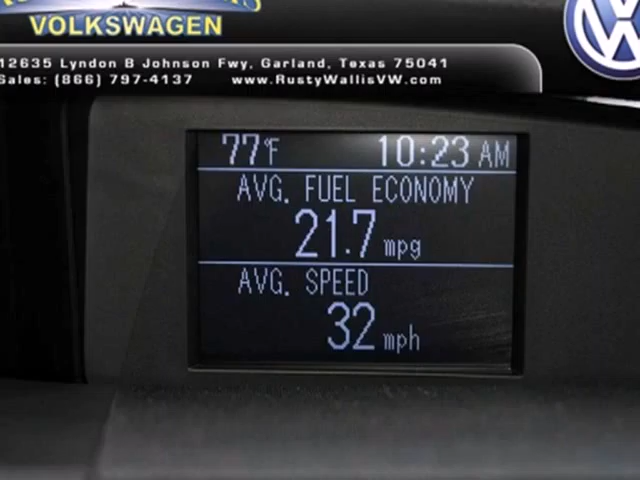 VOLKSWAGEN
12635 Lyndon B Johnson Fwy, Garland, Texas 75041
Sales: (866) 797-4137 www.RustyWallisVW.com
77°F 10:23 AM
AVG. FUEL ECONOMY
21.7 mpg
AVG. SPEED
32 mph